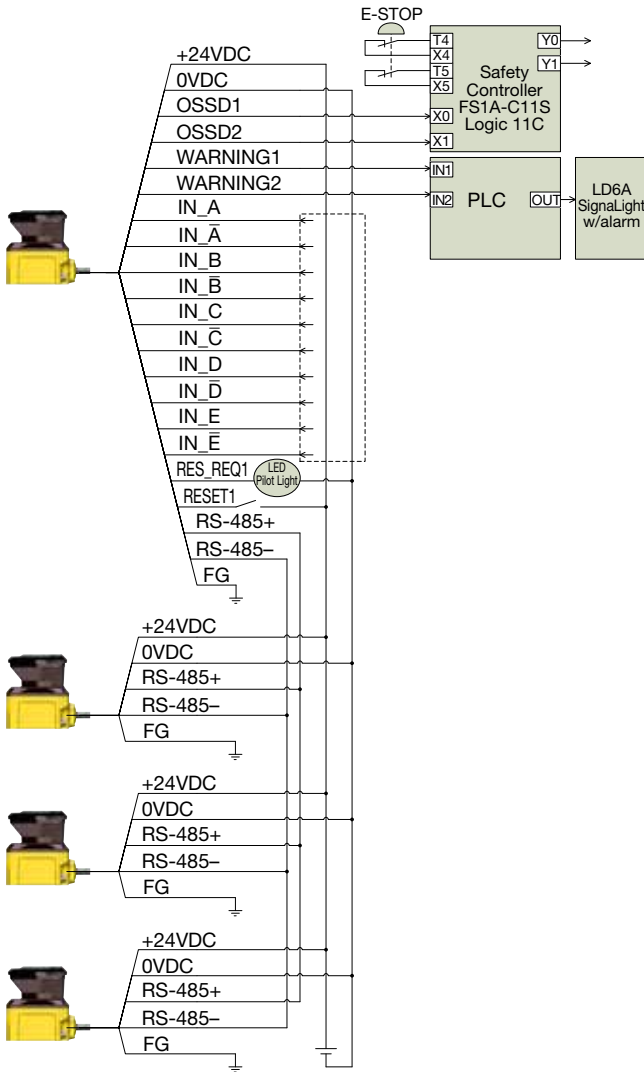 E-STOP
+24VDC
0VDC
OSSD1
OSSD2
WARNING1
WARNING2
IN_A
IN_A̅
IN_B
IN_B̅
IN_C
IN_C̅
IN_D
IN_D̅
IN_E
IN_E̅
RES_REQ1
LED
Pilot Light
RESET1
RS-485+
RS-485–
FG
T4
X4
T5
X5
X0
X1
Safety
Controller
FS1A-C11S
Logic 11C
Y0
Y1
IN1
IN2
PLC
OUT
LD6A
SignaLight
w/alarm
+24VDC
0VDC
RS-485+
RS-485–
FG
+24VDC
0VDC
RS-485+
RS-485–
FG
+24VDC
0VDC
RS-485+
RS-485–
FG